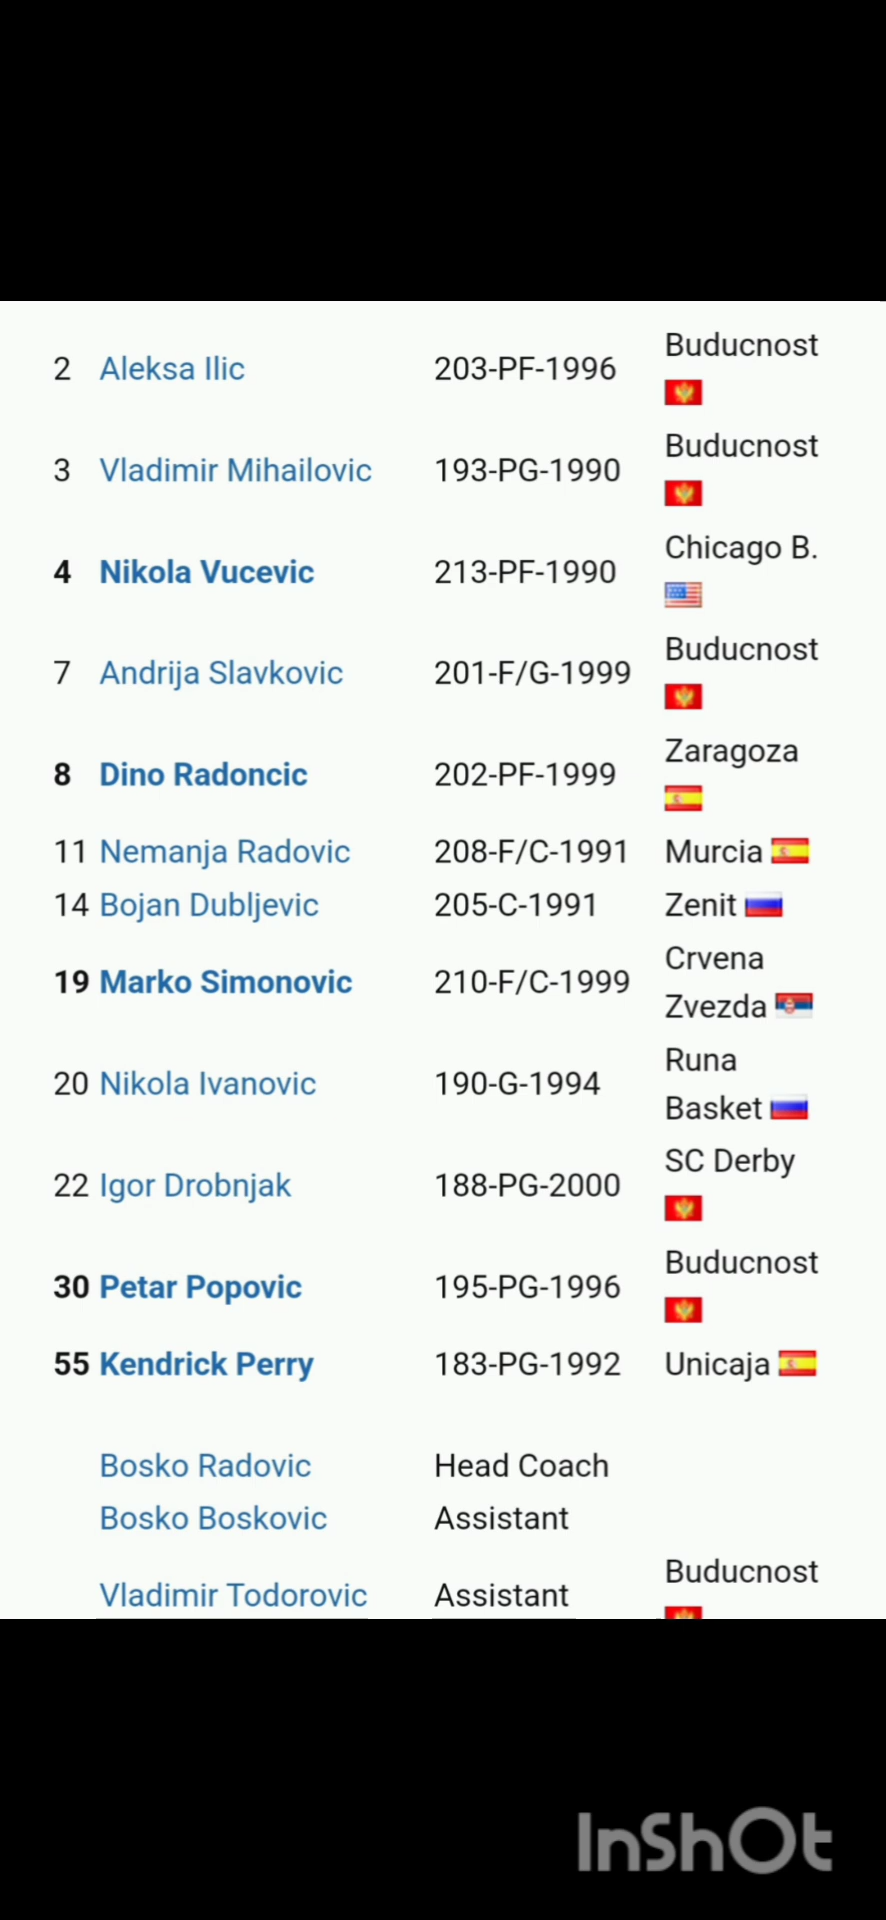 2 Aleksa Ilic 203-PF-1996 Buducnost
3 Vladimir Mihailovic 193-PG-1990 Buducnost
4 Nikola Vucevic 213-PF-1990 Chicago B.
7 Andrija Slavkovic 201-F/G-1999 Buducnost
8 Dino Radoncic 202-PF-1999 Zaragoza
11 Nemanja Radovic 208-F/C-1991 Murcia
14 Bojan Dubljevic 205-C-1991 Zenit
19 Marko Simonovic 210-F/C-1999 Crvena
Zvezda
20 Nikola Ivanovic 190-G-1994 Runa
Basket
22 Igor Drobnjak 188-PG-2000 SC Derby
30 Petar Popovic 195-PG-1996 Buducnost
55 Kendrick Perry 183-PG-1992 Unicaja
Bosko Radovic Head Coach
Bosko Boskovic Assistant
Vladimir Todorovic Assistant Buducnost
InShOt